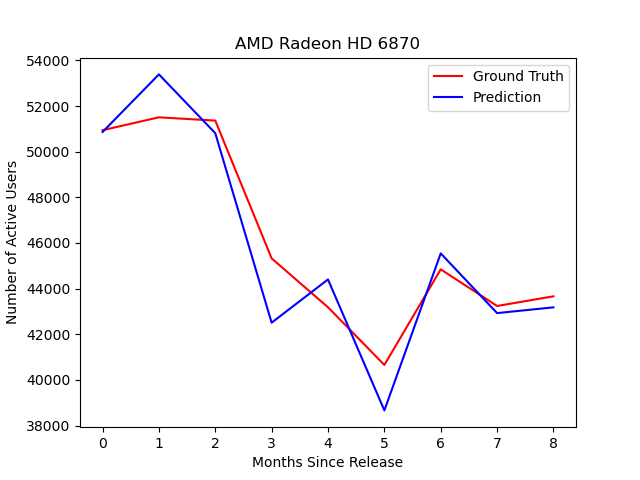 AMD Radeon HD 6870
Ground Truth
Prediction
54000
52000
50000
48000
46000
44000
42000
40000
38000
Number of Active Users
0 1 2 3 4 5 6 7 8
Months Since Release